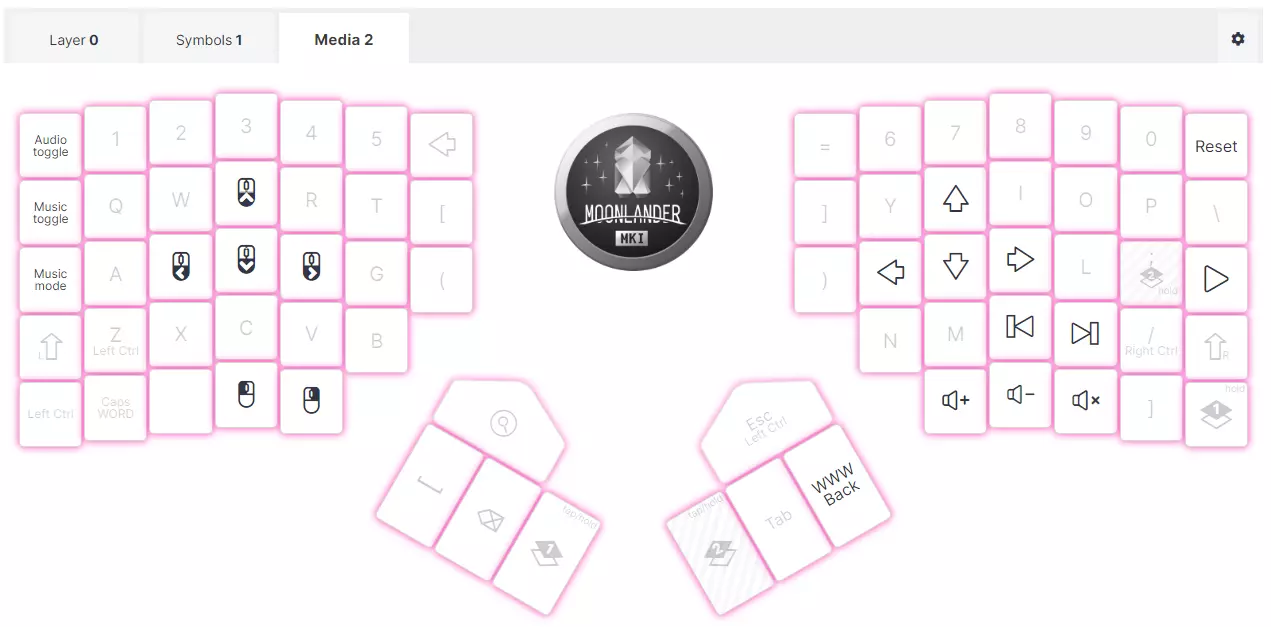 Layer 0
Symbols 1
Media 2
Audio
toggle
1
2
3
4
5
=
6
7
8
9
0
Reset
Music
toggle
Q
W
R
T
[
]
Y
I
O
P
\
Music
mode
A
G
(
)
L
;
2
hold
L
Z
Left Ctrl
X
C
V
B
N
M
/
Right Ctrl
R
Left Ctrl
Caps
WORD
]
hold
1
MOONLANDER
MKI
Esc
Left Ctrl
[
tap/hold
1
tap/hold
2
Tab
WWW
Back